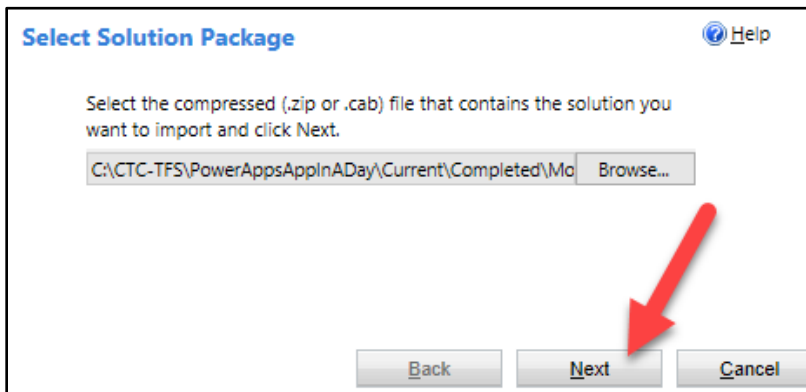 Select Solution Package
Help
Select the compressed (.zip or .cab) file that contains the solution you
want to import and click Next.
C:\CTC-TFS\PowerAppsAppInADay\Current\Completed\Mo
Browse...
Back
Next
Cancel